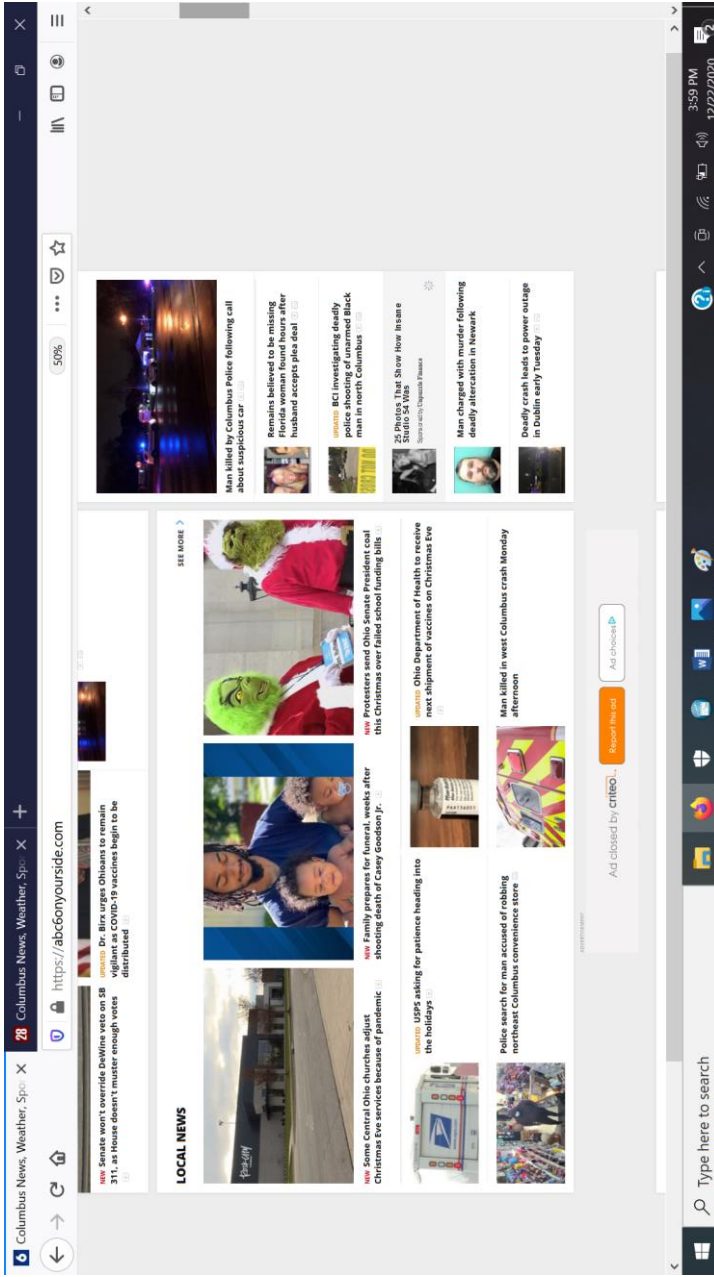 6 Columbus News, Weather, Spo
28 Columbus News, Weather, Spo
https://abc6onyourside.com
50%
NEW Senate won't override DeWine veto on SB
311, as House doesn't muster enough votes
UPDATED Dr. Birx urges Ohioans to remain
vigilant as COVID-19 vaccines begin to be
distributed
LOCAL NEWS
SEE MORE
NEW Some Central Ohio churches adjust
Christmas Eve services because of pandemic
NEW Family prepares for funeral, weeks after
shooting death of Casey Goodson Jr.
NEW Protesters send Ohio Senate President coal
this Christmas over failed school funding bills
UPDATED USPS asking for patience heading into
the holidays
UPDATED Ohio Department of Health to receive
next shipment of vaccines on Christmas Eve
Police search for man accused of robbing
northeast Columbus convenience store
Man killed in west Columbus crash Monday
afternoon
Man killed by Columbus Police following call
about suspicious car
Remains believed to be missing
Florida woman found hours after
husband accepts plea deal
UPDATED BCI investigating deadly
police shooting of unarmed Black
man in north Columbus
25 Photos That Show How Insane
Studio 54 Was
Sponsored by Upgrade Finance
Man charged with murder following
deadly altercation in Newark
Deadly crash leads to power outage
in Dublin early Tuesday
ADVERTISEMENT
Ad closed by criteo
Report this ad
Ad choices
Type here to search
3:59 PM
12/22/2020
2